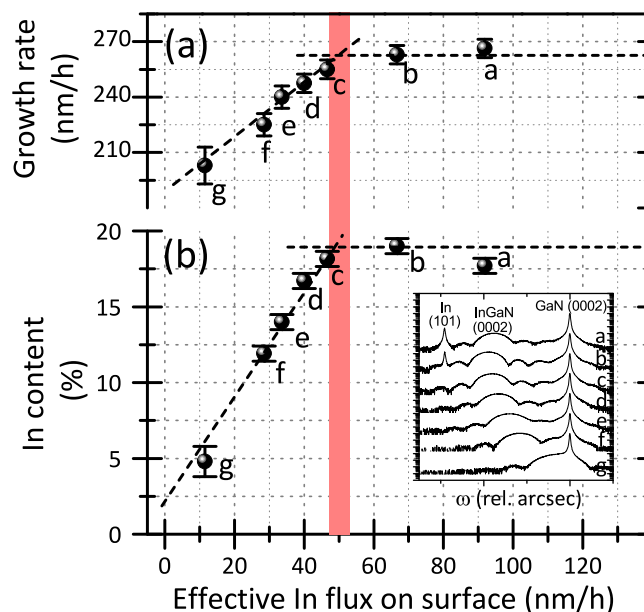 (a)
Growth rate
(nm/h)
270
240
210
a
b
c
d
e
f
g
(b)
In content
(%)
20
15
10
5
0
a
b
c
d
e
f
g
In
(101)
InGaN
(0002)
GaN (0002)
a
b
c
d
e
f
g
ω (rel. arcsec)
0 20 40 60 80 100 120
Effective In flux on surface (nm/h)